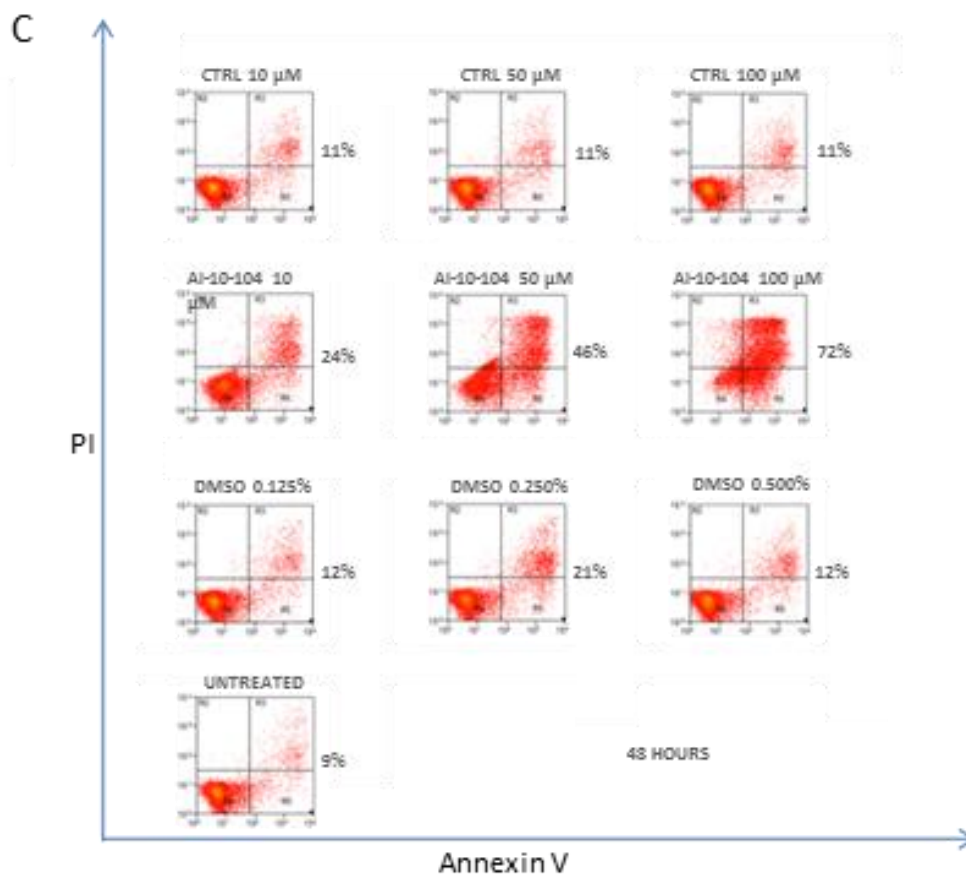 C
CTRL 10 µM
CTRL 50 µM
CTRL 100 µM
11%
11%
11%
AI-10-104 10
µM
AI-10-104 50 µM
AI-10-104 100 µM
24%
46%
72%
PI
DMSO 0.125%
DMSO 0.250%
DMSO 0.500%
12%
21%
12%
UNTREATED
9%
48 HOURS
Annexin V